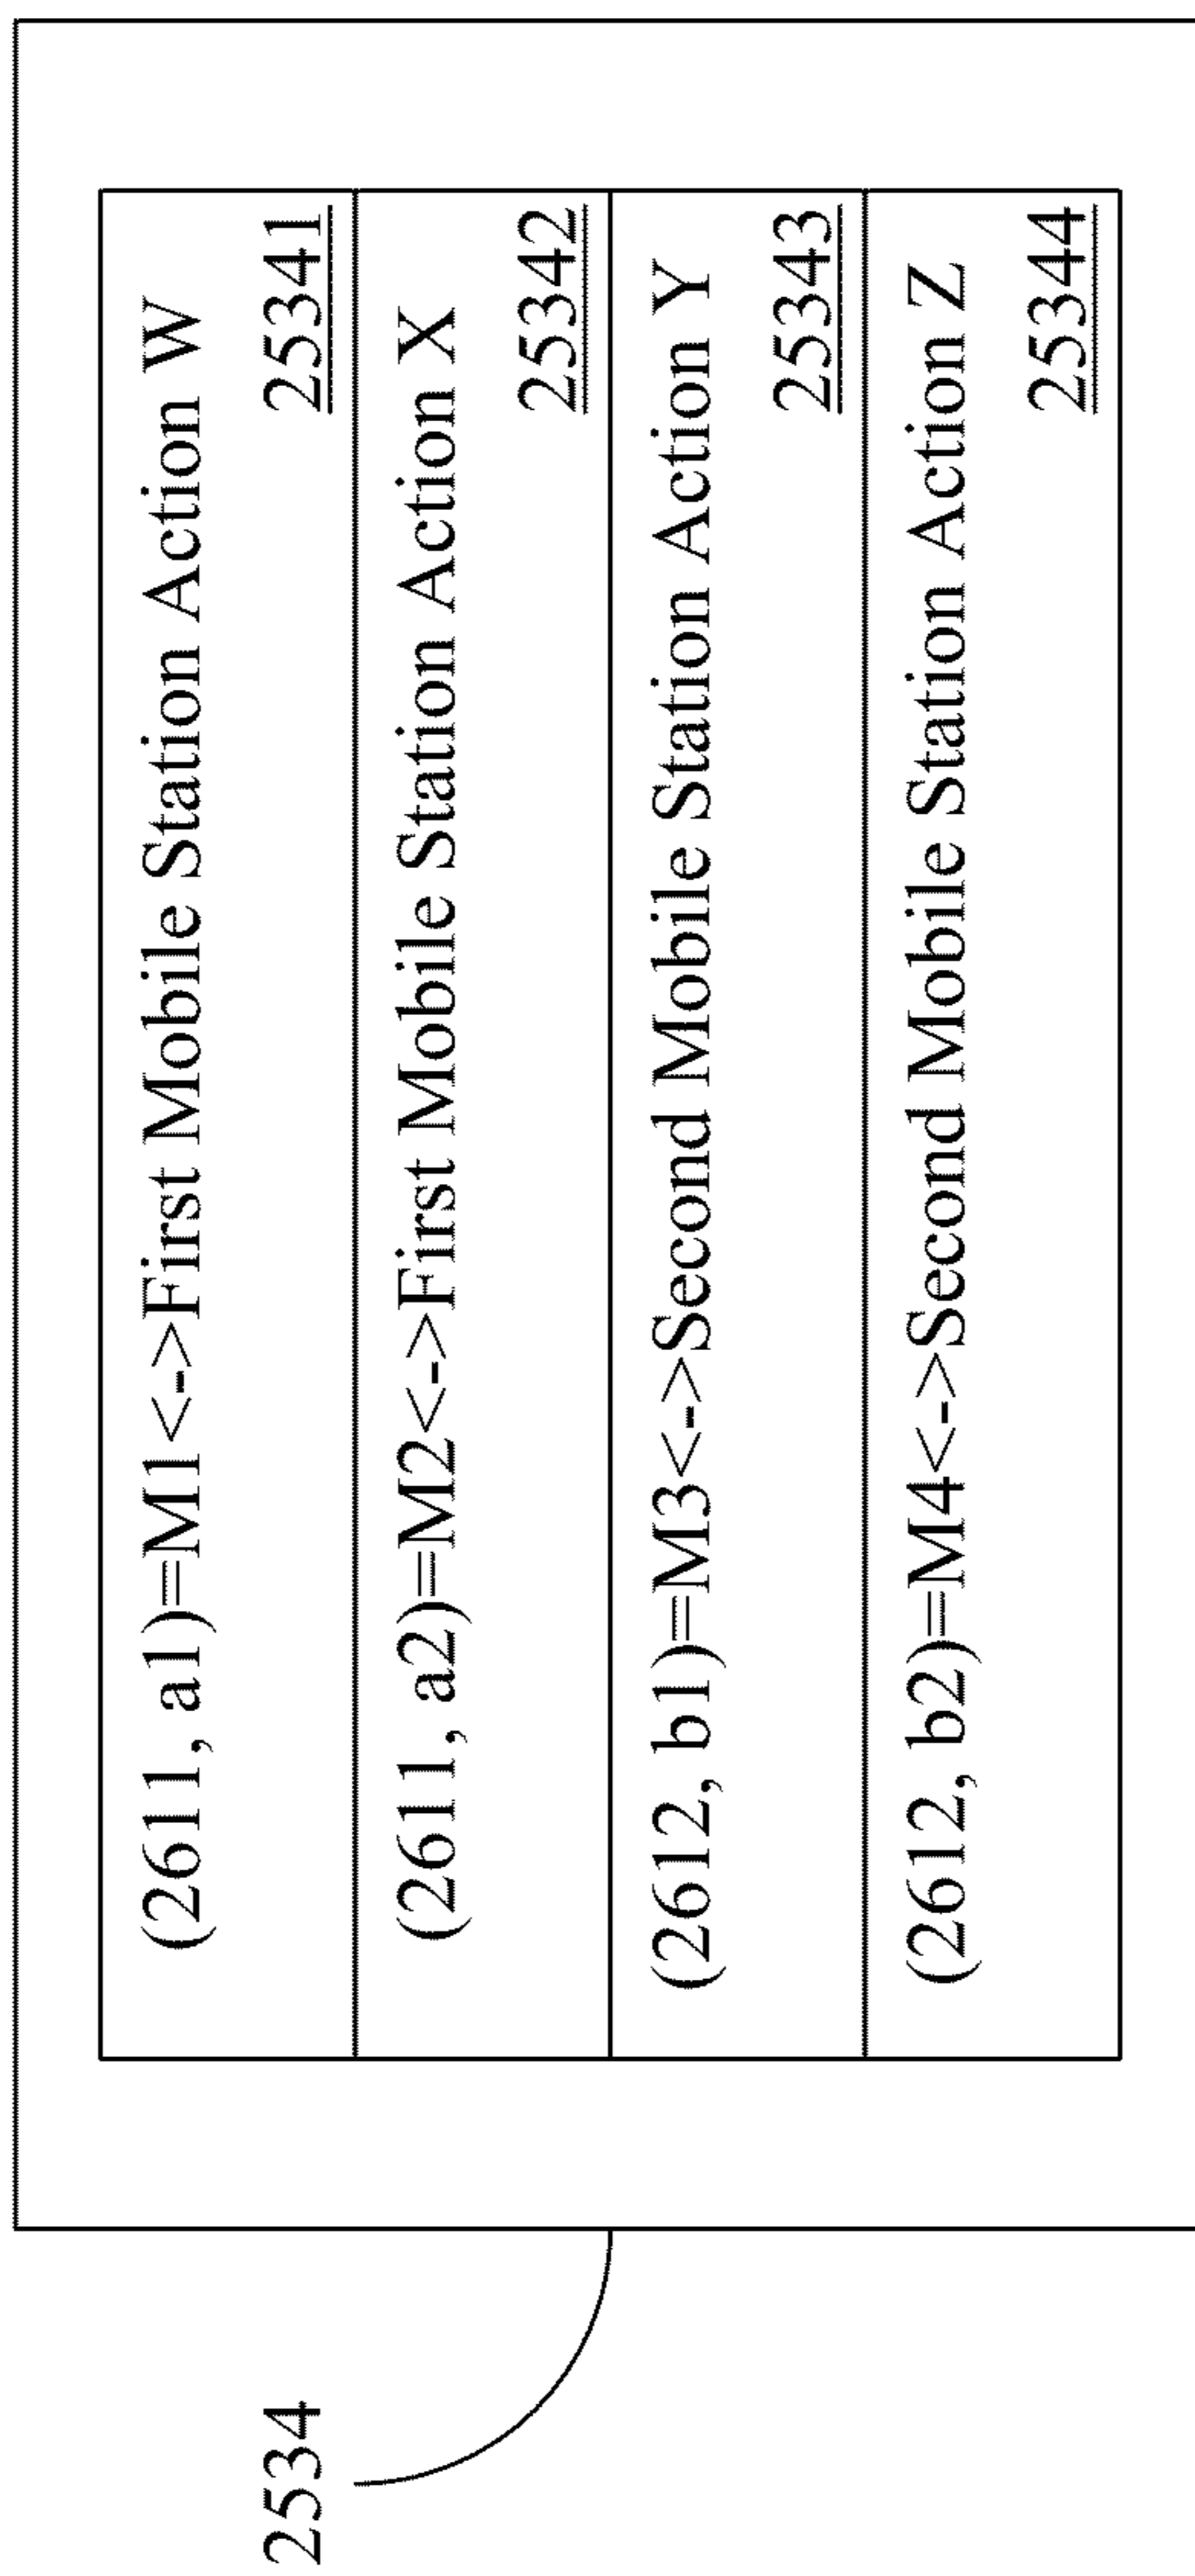 (2611, a1)=M1<->First Mobile Station Action W
25341
(2611, a2)=M2<->First Mobile Station Action X
25342
(2612, b1)=M3<->Second Mobile Station Action Y
25343
(2612, b2)=M4<->Second Mobile Station Action Z
25344
2534